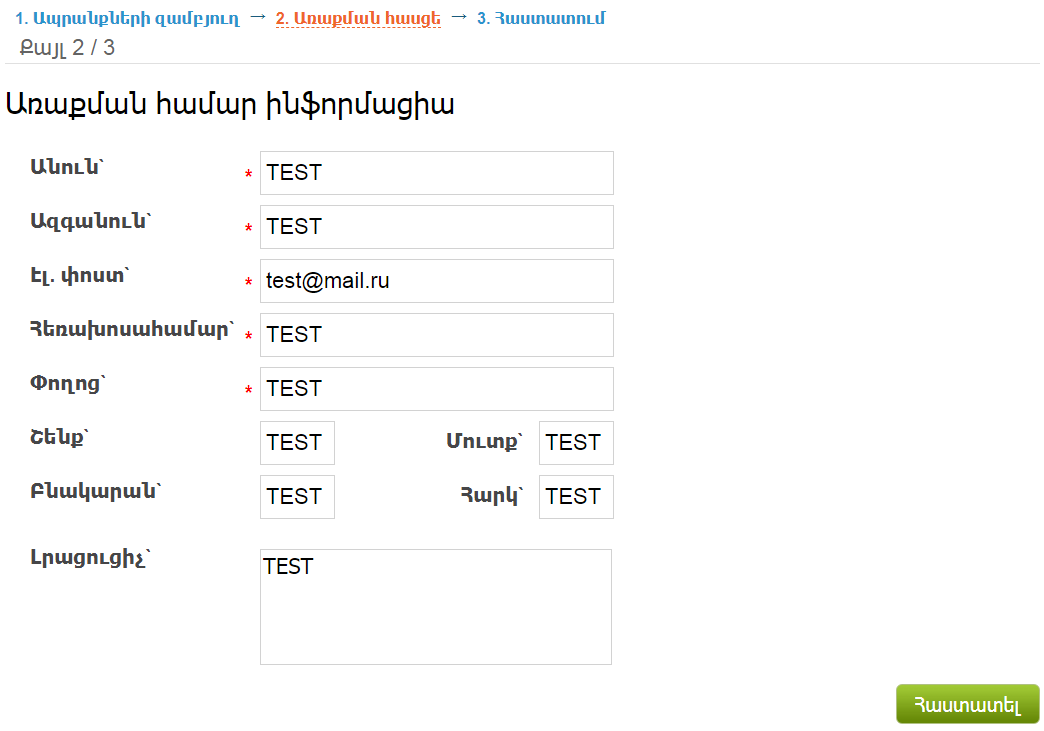 1. Ապրանքների զամբյուղ → 2. Առաքման հասցե → 3. Հաստատում
Քայլ 2 / 3
Առաքման համար ինֆորմացիա
Անուն՝ * TEST
Ազգանուն՝ * TEST
Էլ. փոստ՝ * test@mail.ru
Հեռախոսահամար՝ * TEST
Փողոց՝ * TEST
Շենք՝ TEST Մուտք՝ TEST
Բնակարան՝ TEST Հարկ՝ TEST
Լրացուցիչ՝ TEST
Հաստատել